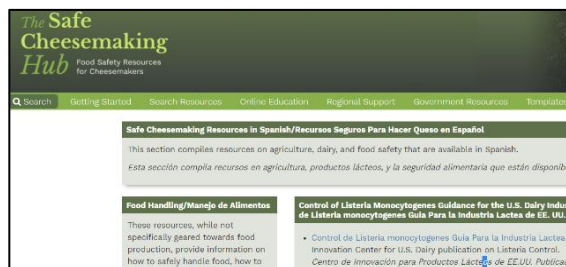 The Safe
Cheesemaking
Hub Food Safety Resources
for Cheesemakers
Search Getting Started Search Resources Online Education Regional Support Government Resources Templates
Safe Cheesemaking Resources in Spanish/Recursos Seguros Para Hacer Queso en Español
This section compiles resources on agriculture, dairy, and food safety that are available in Spanish.
Esta sección compila recursos en agricultura, productos lácteos, y la seguridad alimentaria que están disponib
Food Handling/Manejo de Alimentos
These resources, while not
specifically geared towards food
production, provide information on
how to safely handle food, how to
Control of Listeria Monocytogenes Guidance for the U.S. Dairy Indus
de Listeria monocytogenes Guía Para la Industria Lactea de EE. UU.
• Control de Listeria monocytogenes Guía Para la Industria Lactea
Innovation Center for U.S. Dairy publication on Listeria Control.
Centro de Innovación para Productos Lácteos de EE.UU. Publica